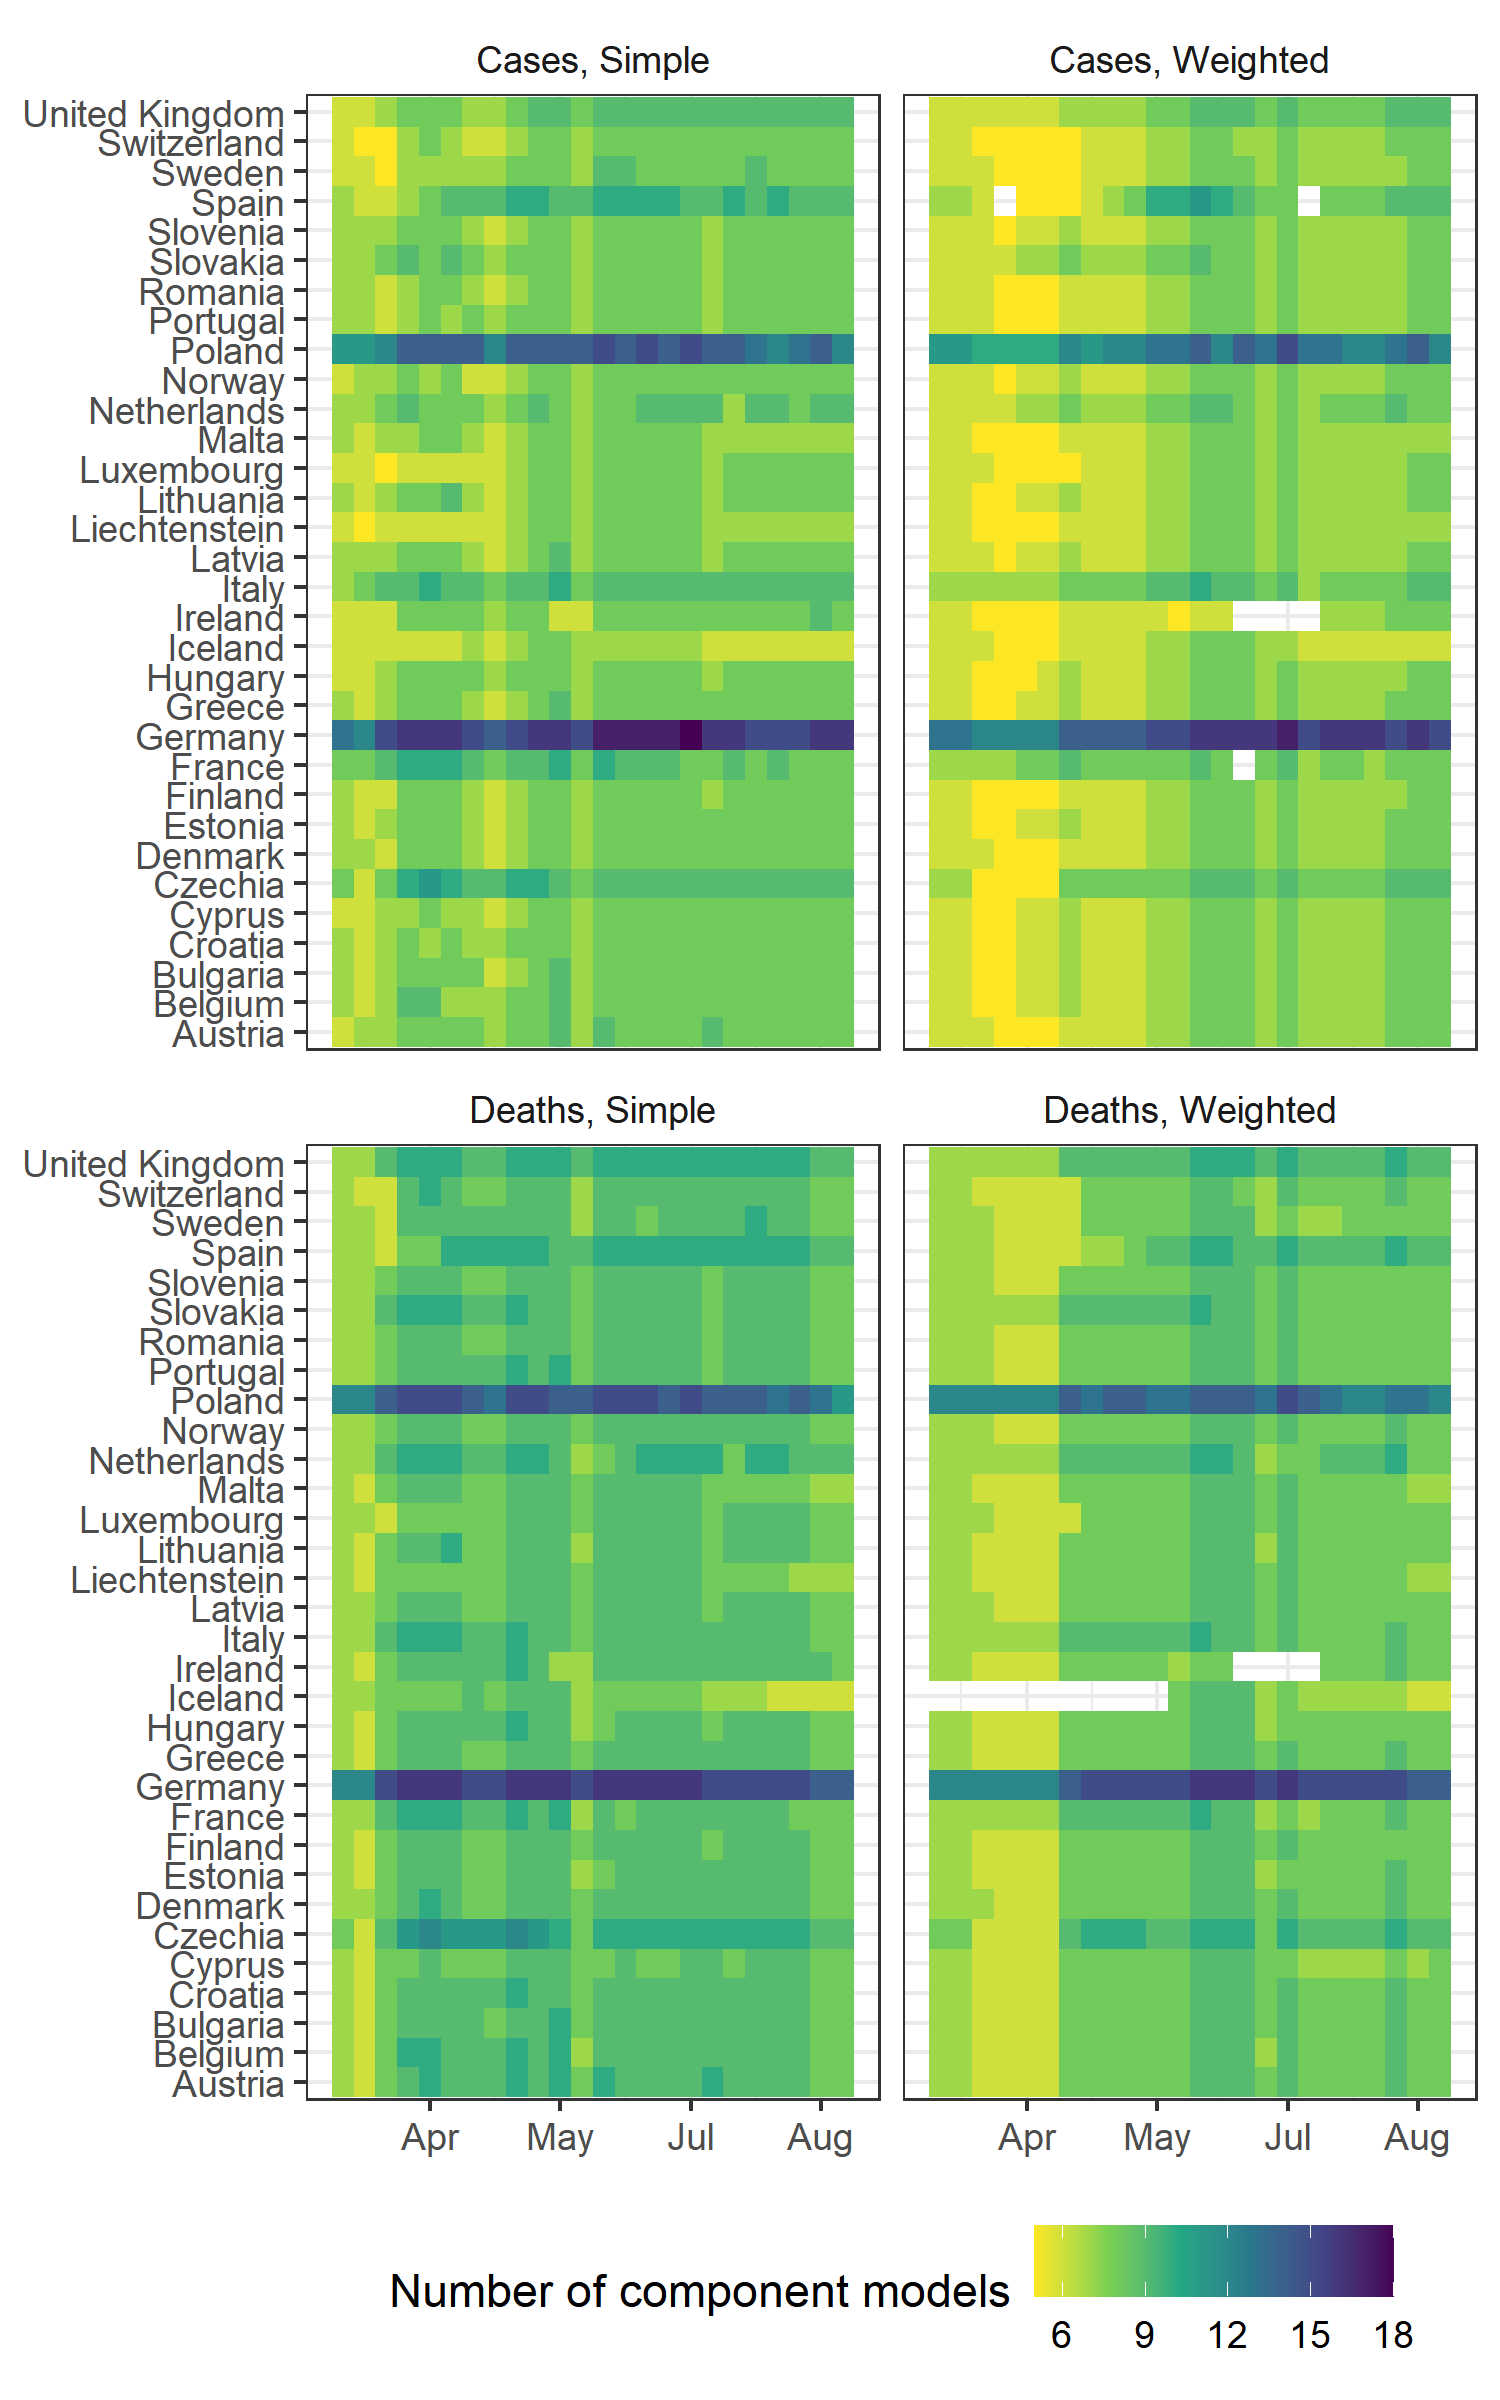 Cases, Simple
Cases, Weighted
United Kingdom
Switzerland
Sweden
Spain
Slovenia
Slovakia
Romania
Portugal
Poland
Norway
Netherlands
Malta
Luxembourg
Lithuania
Liechtenstein
Latvia
Italy
Ireland
Iceland
Hungary
Greece
Germany
France
Finland
Estonia
Denmark
Czechia
Cyprus
Croatia
Bulgaria
Belgium
Austria
Deaths, Simple
Deaths, Weighted
United Kingdom
Switzerland
Sweden
Spain
Slovenia
Slovakia
Romania
Portugal
Poland
Norway
Netherlands
Malta
Luxembourg
Lithuania
Liechtenstein
Latvia
Italy
Ireland
Iceland
Hungary
Greece
Germany
France
Finland
Estonia
Denmark
Czechia
Cyprus
Croatia
Bulgaria
Belgium
Austria
Apr May Jul Aug
Apr May Jul Aug
Number of component models
6 9 12 15 18